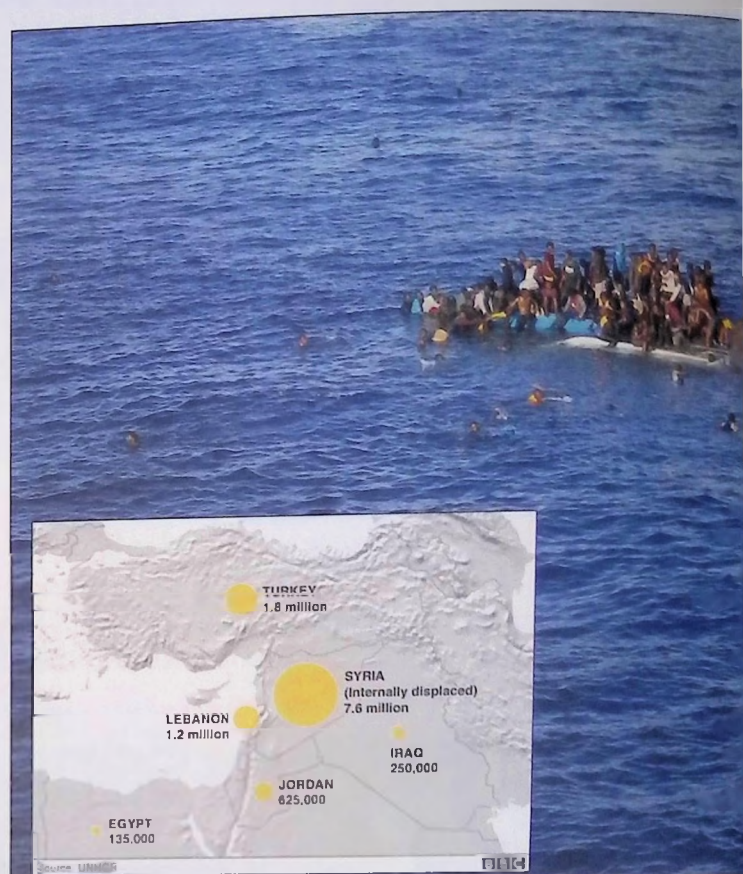 TURKEY
1.8 million
SYRIA
(Internally displaced)
7.6 million
LEBANON
1.2 million
IRAQ
250,000
JORDAN
625,000
EGYPT
135,000
Source: UNHCR
BBC